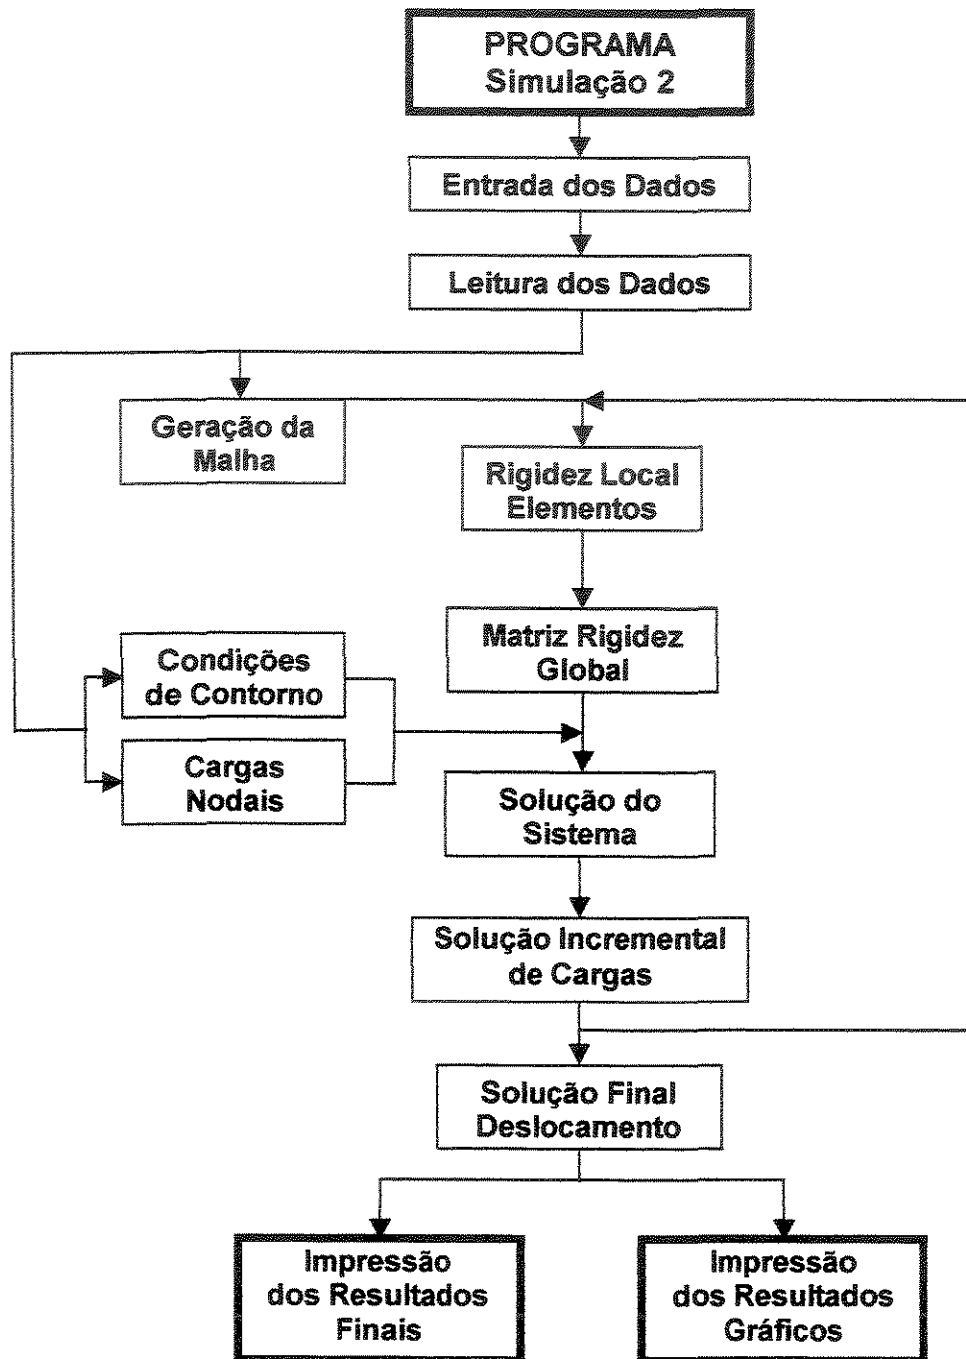 PROGRAMA
Simulação 2
Entrada dos Dados
Leitura dos Dados
Geração da
Malha
Rigidez Local
Elementos
Matriz Rigidez
Global
Condições
de Contorno
Cargas
Nodais
Solução do
Sistema
Solução Incremental
de Cargas
Solução Final
Deslocamento
Impressão
dos Resultados
Finais
Impressão
dos Resultados
Gráficos